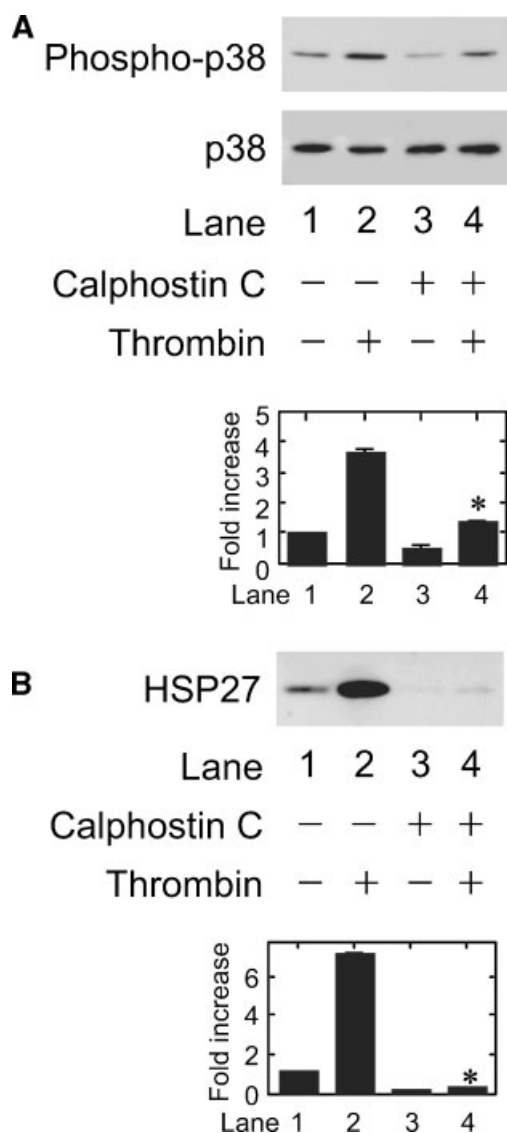 A
Phospho-p38
p38
Lane 1 2 3 4
Calphostin C − − + +
Thrombin − + − +
Fold increase
5
4
3
2
1
0
*
Lane 1 2 3 4
B
HSP27
Lane 1 2 3 4
Calphostin C − − + +
Thrombin − + − +
Fold increase
6
4
2
0
*
Lane 1 2 3 4